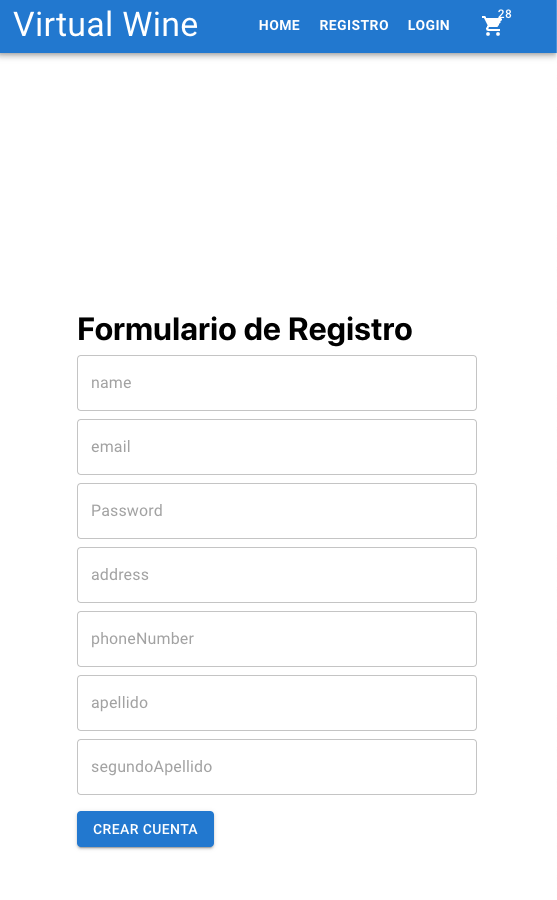 Virtual Wine HOME REGISTRO LOGIN 28
Formulario de Registro
name
email
Password
address
phoneNumber
apellido
segundoApellido
CREAR CUENTA